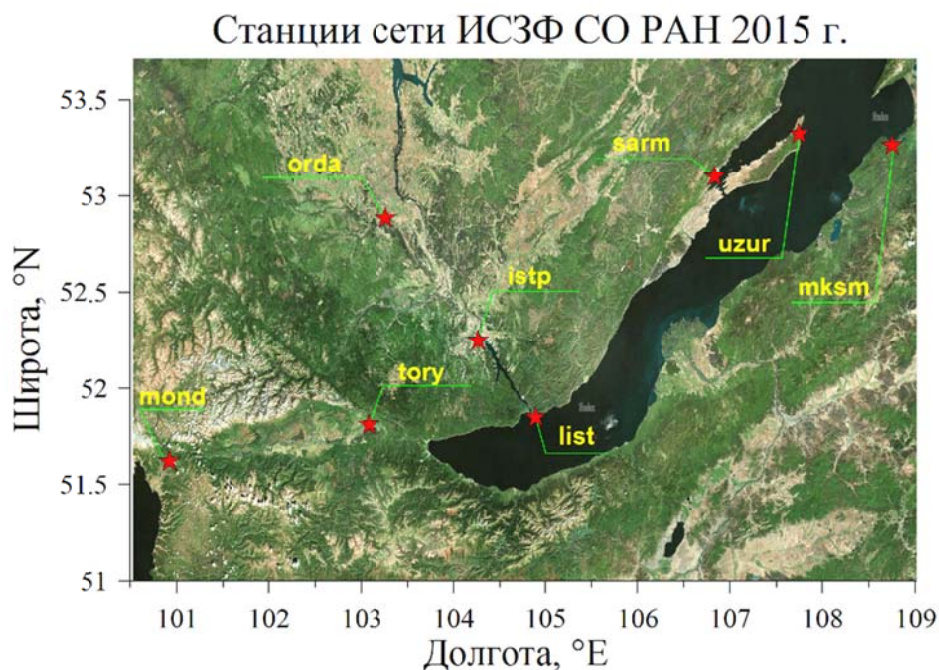 Станции сети ИСЗФ СО РАН 2015 г.
53.5
sarm
orda
53
uzur
Широта, °N
52.5
istp
mksm
52
tory
mond
list
51.5
51
101 102 103 104 105 106 107 108 109
Долгота, °E